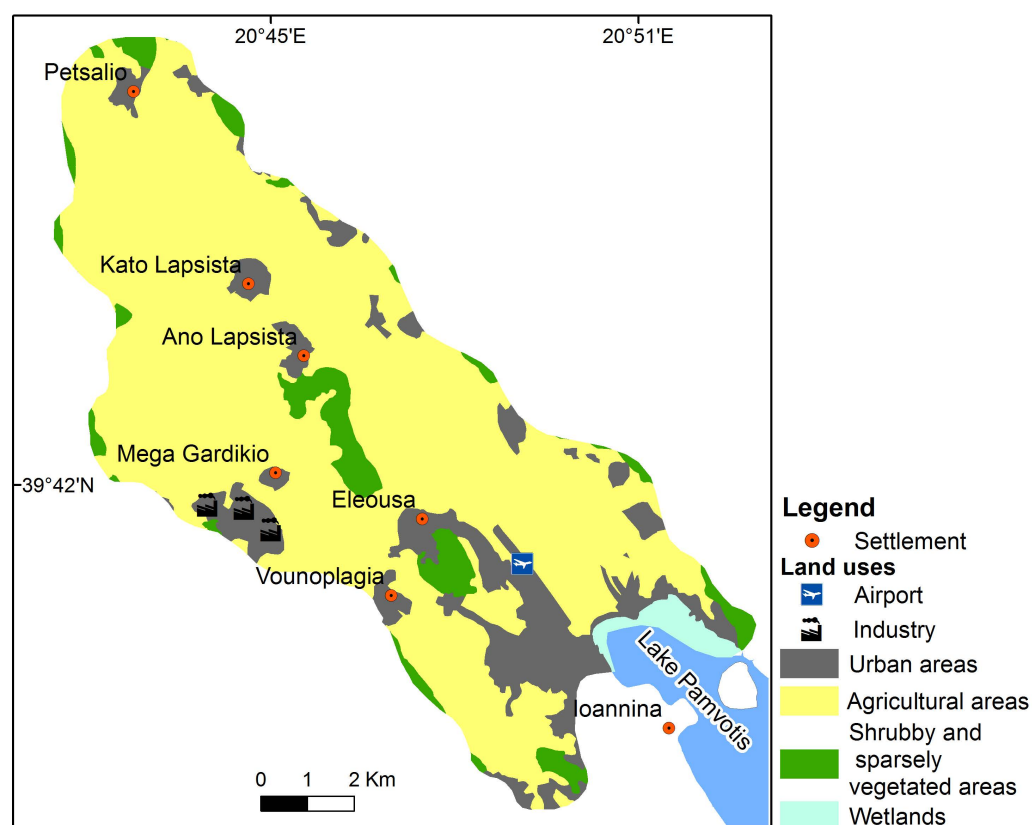 20°45'E
20°51'E
Petsalio
Kato Lapsista
Ano Lapsista
Mega Gardikio
39°42'N
Eleousa
Vounoplagia
Lake Pamvotis
Ioannina
0 1 2 Km
Legend
Settlement
Land uses
Airport
Industry
Urban areas
Agricultural areas
Shrubby and
sparsely
vegetated areas
Wetlands